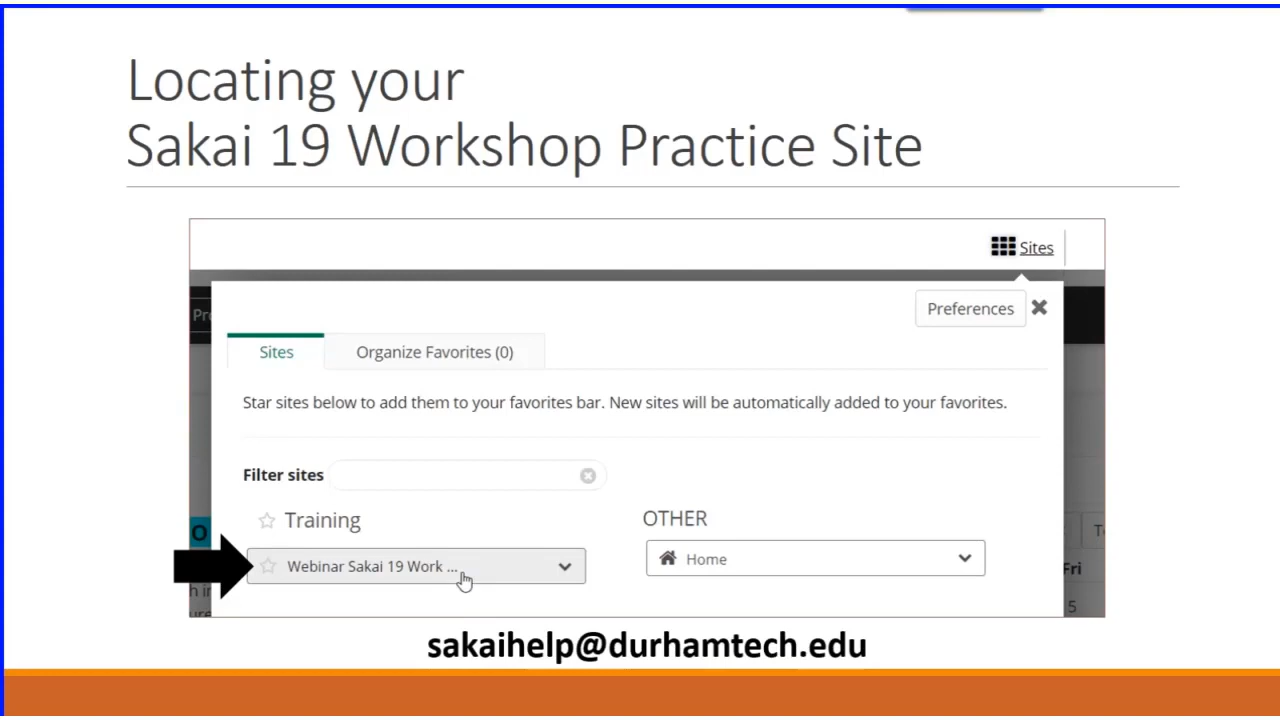 Locating your
Sakai 19 Workshop Practice Site
Sites
Preferences
Sites
Organize Favorites (0)
Star sites below to add them to your favorites bar. New sites will be automatically added to your favorites.
Filter sites
Training
OTHER
Webinar Sakai 19 Work ...
Home
Fri
5
sakaihelp@durhamtech.edu